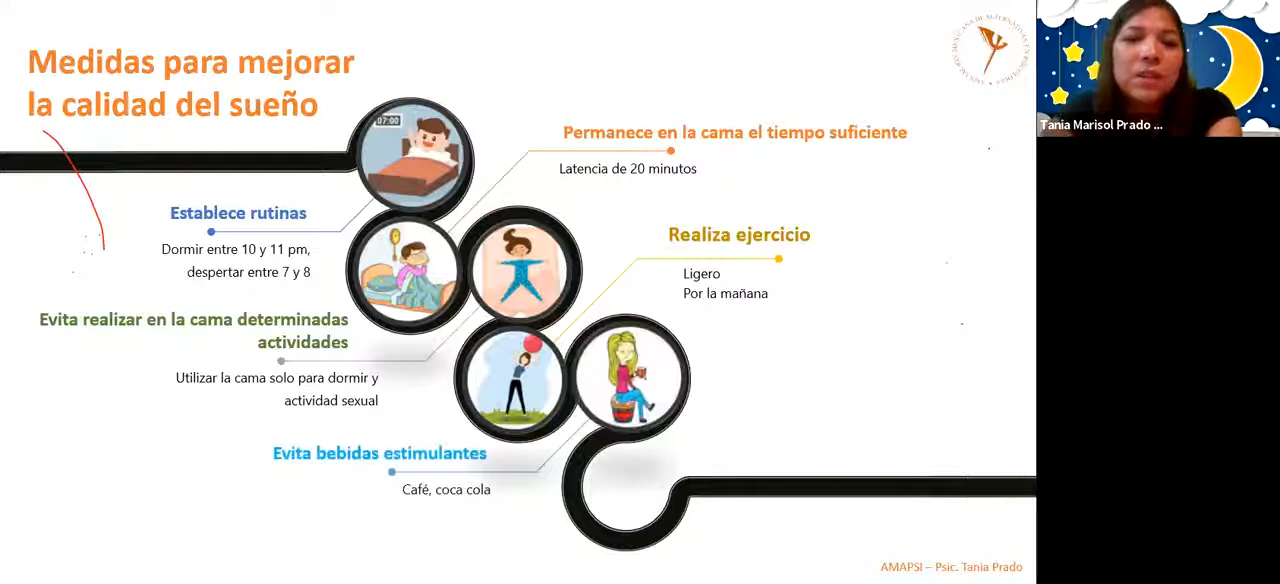 Medidas para mejorar
la calidad del sueño
07:00
Permanece en la cama el tiempo suficiente
Latencia de 20 minutos
Establece rutinas
Dormir entre 10 y 11 pm,
despertar entre 7 y 8
Realiza ejercicio
Ligero
Por la mañana
Evita realizar en la cama determinadas
actividades
Utilizar la cama solo para dormir y
actividad sexual
Evita bebidas estimulantes
Café, coca cola
AMAPSI – Psic. Tania Prado
Tania Marisol Prado ...